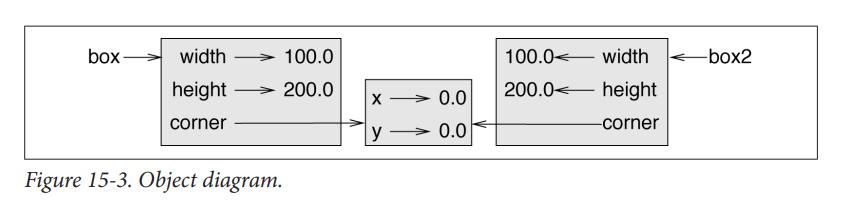 box width 100.0 100.0 width box2
height 200.0 200.0 height
x 0.0
corner corner
y 0.0
Figure 15-3. Object diagram.